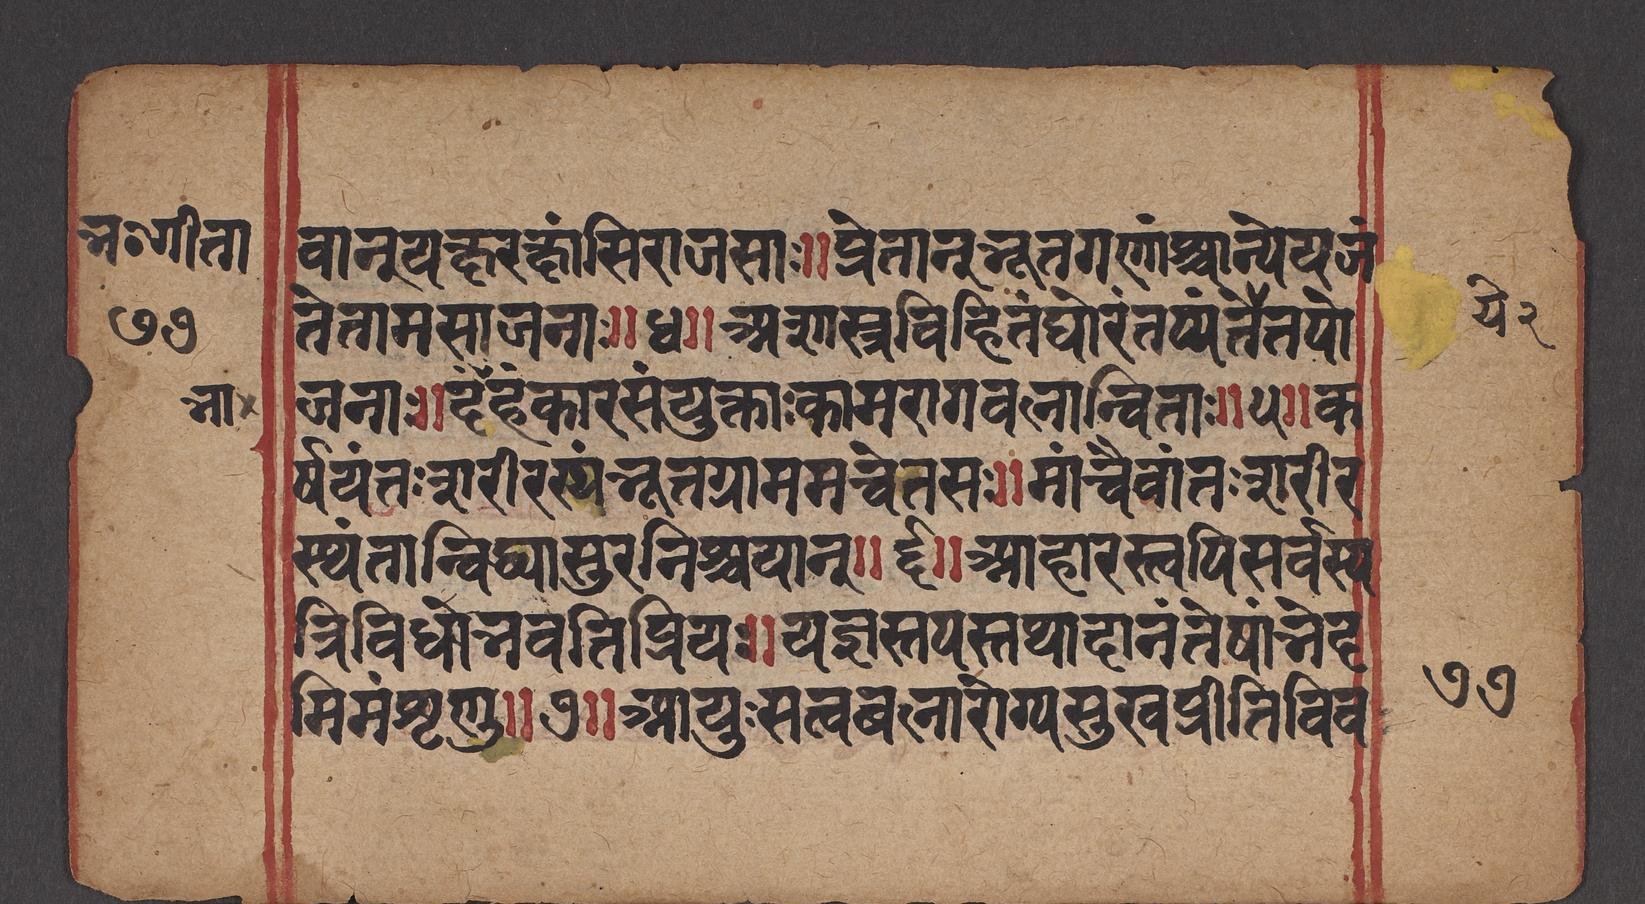 भ॰गीता
७७
वान्यक्षरक्षांसिराजसाः॥प्रेतान्भूतगणांश्चान्येयजं
तेतामसाजनाः॥४॥अशास्त्रविहितंघोरंतप्यंतेतपो
ये२
भा×
जनाः॥दंहंकारसंयुक्ताःकामरागवलान्विताः॥५॥क
र्षयंतःशरीरस्थंभूतग्राममचेतसः॥मांचैवांतःशरीर
स्थंतान्विद्ध्यासुरनिश्चयान्॥६॥आहारस्त्वपिसर्वस्य
त्रिविधोभवतिप्रियः॥यज्ञस्तपस्तथादानंतेषांभेद
मिमंशृणु॥७॥आयुःसत्वबलारोग्यसुखप्रीतिविव
७७